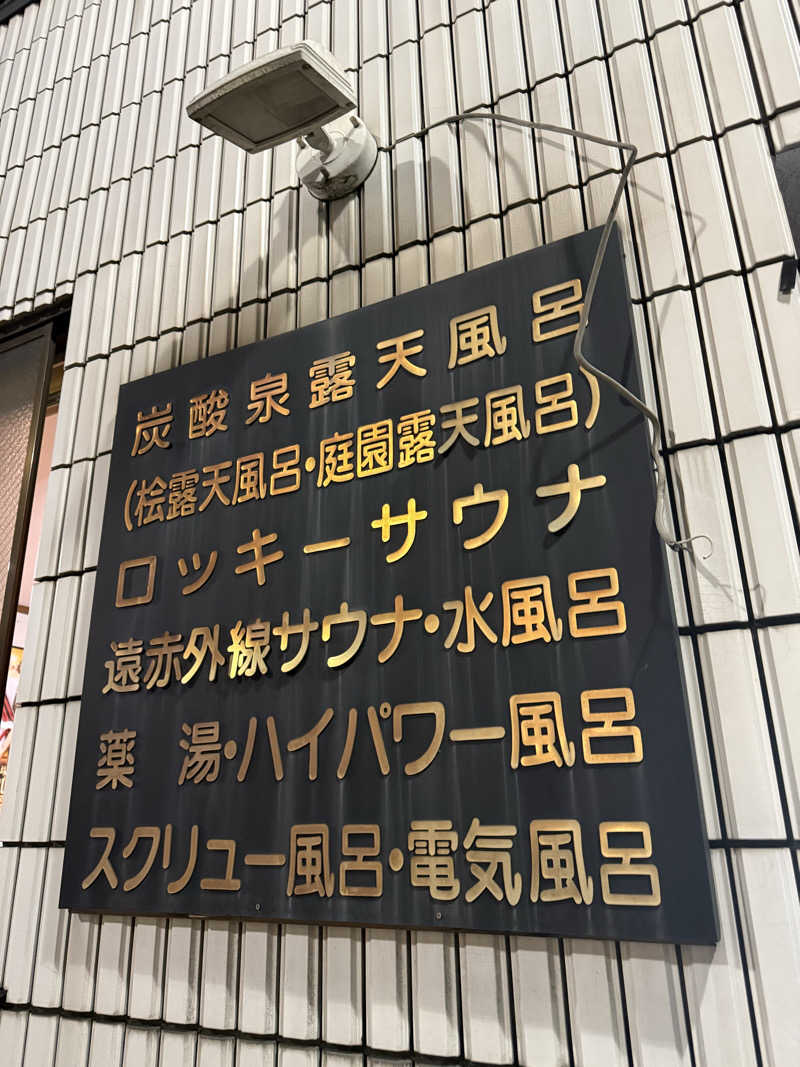 炭酸泉露天風呂
(桧露天風呂・庭園露天風呂)
ロッキーサウナ
遠赤外線サウナ・水風呂
薬 湯・ハイパワー風呂
スクリュー風呂・電気風呂